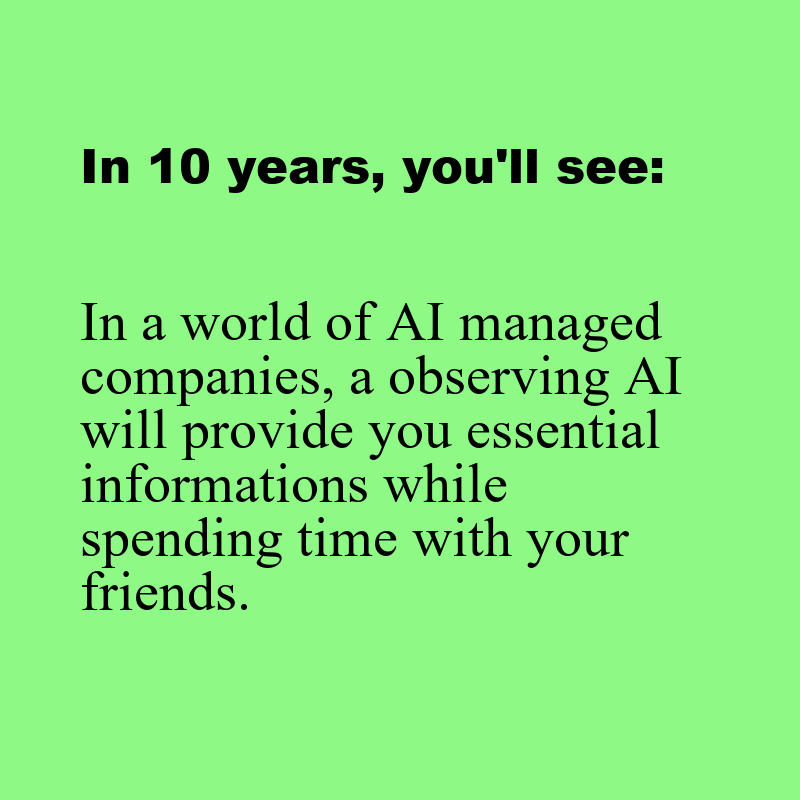 In 10 years, you'll see:
In a world of AI managed
companies, a observing AI
will provide you essential
informations while
spending time with your
friends.